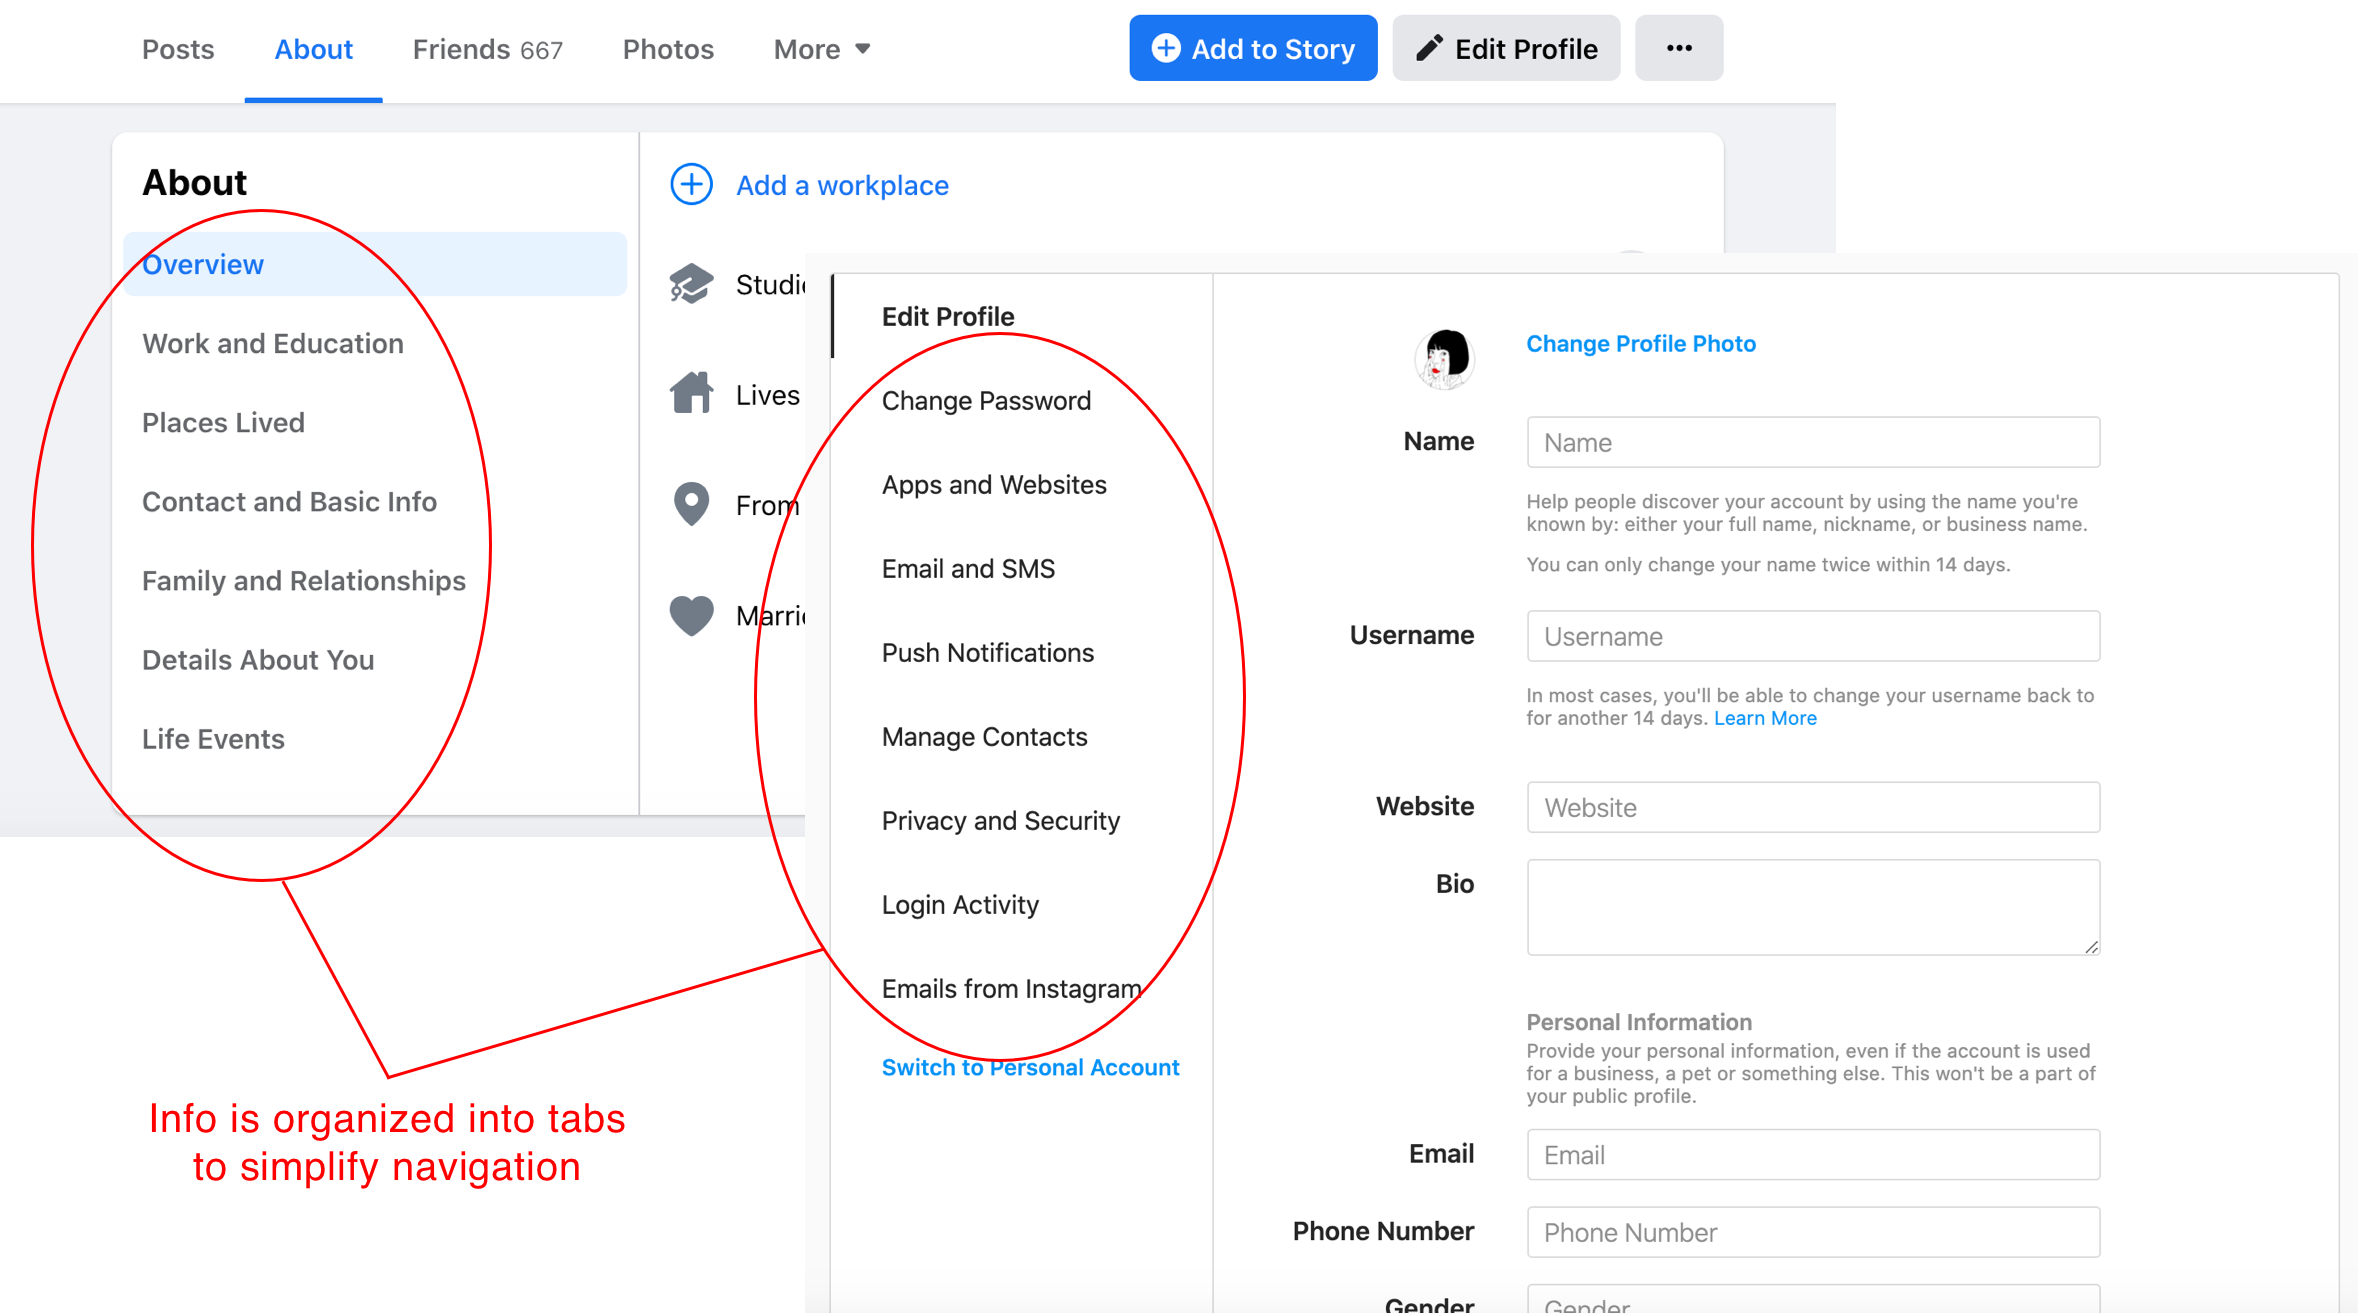 Posts About Friends 667 Photos More
Add to Story Edit Profile
About
Overview
Work and Education
Places Lived
Contact and Basic Info
Family and Relationships
Details About You
Life Events
Add a workplace
Studie
Lives
From
Marrie
Edit Profile
Change Password
Apps and Websites
Email and SMS
Push Notifications
Manage Contacts
Privacy and Security
Login Activity
Emails from Instagram
Switch to Personal Account
Change Profile Photo
Name Name
Help people discover your account by using the name you're
known by: either your full name, nickname, or business name.
You can only change your name twice within 14 days.
Username Username
In most cases, you'll be able to change your username back to
for another 14 days. Learn More
Website Website
Bio
Personal Information
Provide your personal information, even if the account is used
for a business, a pet or something else. This won't be a part of
your public profile.
Email Email
Phone Number Phone Number
Gender Gender
Info is organized into tabs
to simplify navigation